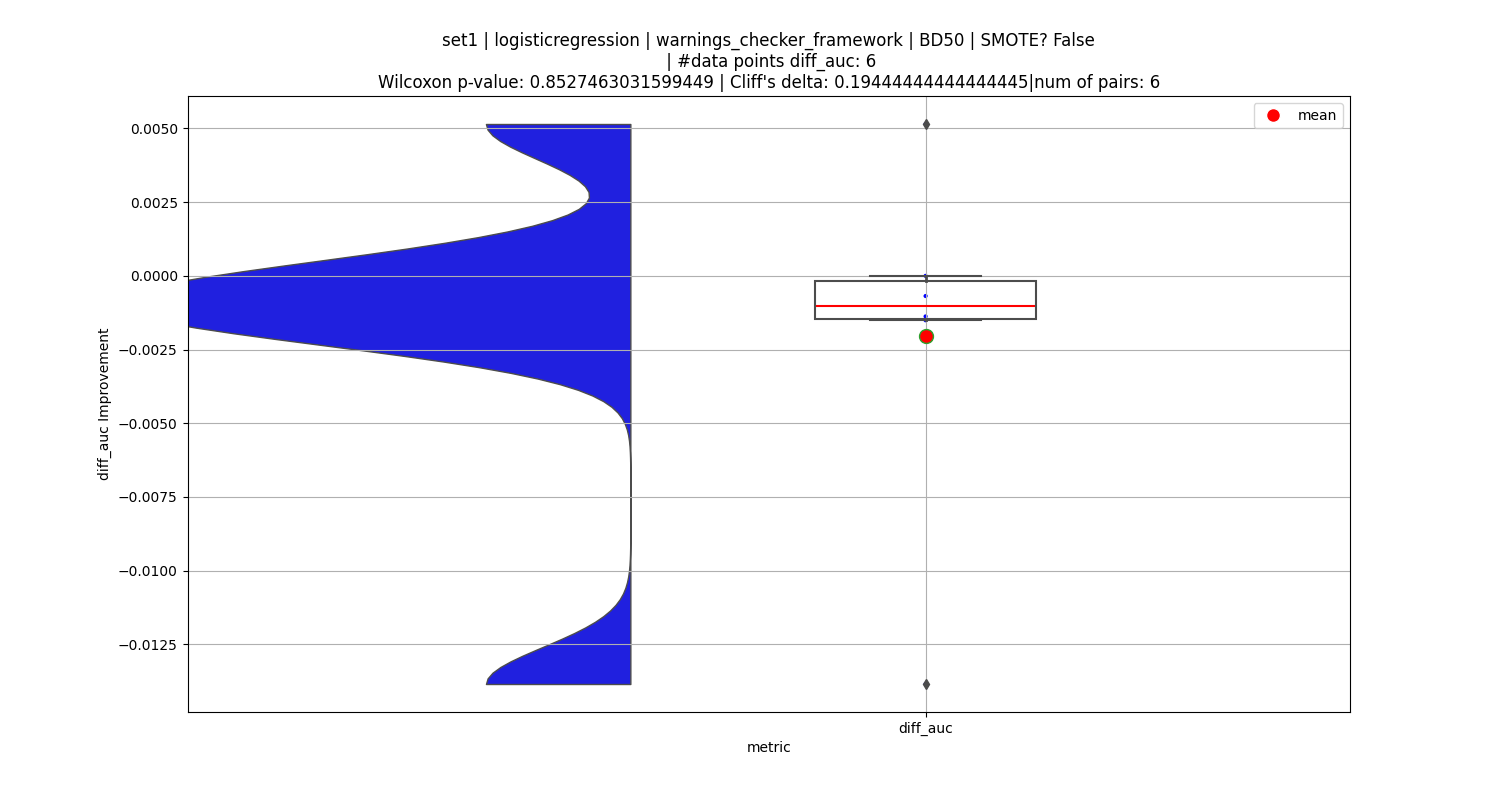 set1 | logisticregression | warnings_checker_framework | BD50 | SMOTE? False
| #data points diff_auc: 6
Wilcoxon p-value: 0.8527463031599449 | Cliff's delta: 0.19444444444444445|num of pairs: 6
mean
0.0050
0.0025
0.0000
−0.0025
−0.0050
−0.0075
−0.0100
−0.0125
diff_auc Improvement
diff_auc
metric